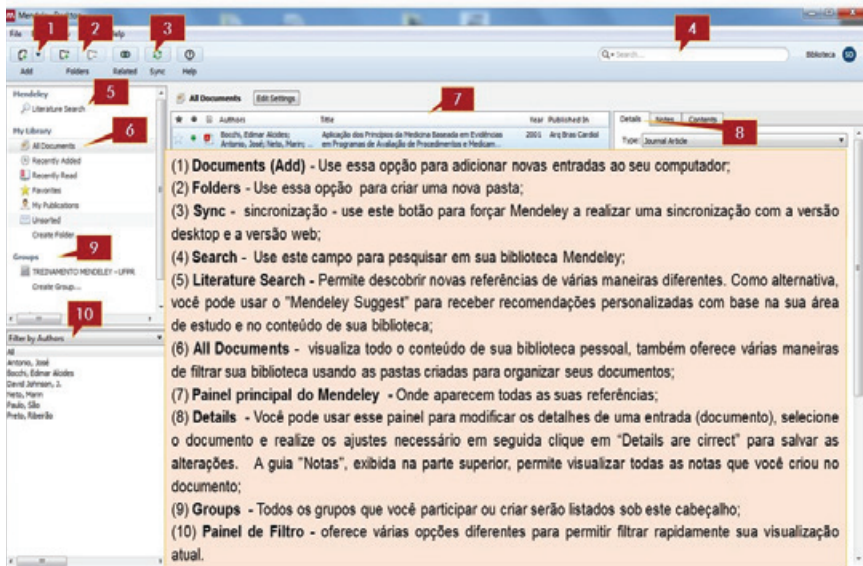 Mendeley Desktop
File
Help
1
2
3
4
Add
Folders
Related
Sync
Help
Search...
Biblioteca
SD
Mendeley
5
Literature Search
My Library
6
All Documents
Recently Added
Recently Read
Favorites
My Publications
Unsorted
Create Folder...
Groups
9
TREINAMENTO MENDELEY - UFPR
Create Group...
10
Filter by Authors
All
Antonio, José
Bocchi, Edimar Alcides
David Johnson, J.
Neto, Marin
Paulo, São
Preto, Ribeirão
All Documents
Edit Settings
7
Authors
Title
Year
Published In
Bocchi, Edimar Alcides;
Antonio, José; Neto, Marin; ...
Aplicação dos Princípios da Medicina Baseada em Evidências
em Programas de Avaliação de Procedimentos e Medicam...
2001
Arq Bras Cardiol
Details
Notes
Contents
8
Type: Journal Article
(1) Documents (Add) - Use essa opção para adicionar novas entradas ao seu computador;
(2) Folders - Use essa opção para criar uma nova pasta;
(3) Sync - sincronização - use este botão para forçar Mendeley a realizar uma sincronização com a versão
desktop e a versão web;
(4) Search - Use este campo para pesquisar em sua biblioteca Mendeley;
(5) Literature Search - Permite descobrir novas referências de várias maneiras diferentes. Como alternativa,
você pode usar o "Mendeley Suggest" para receber recomendações personalizadas com base na sua área
de estudo e no conteúdo de sua biblioteca;
(6) All Documents - visualiza todo o conteúdo de sua biblioteca pessoal, também oferece várias maneiras
de filtrar sua biblioteca usando as pastas criadas para organizar seus documentos;
(7) Painel principal do Mendeley - Onde aparecem todas as suas referências;
(8) Details - Você pode usar esse painel para modificar os detalhes de uma entrada (documento), selecione
o documento e realize os ajustes necessário em seguida clique em "Details are cirrect" para salvar as
alterações. A guia "Notas", exibida na parte superior, permite visualizar todas as notas que você criou no
documento;
(9) Groups - Todos os grupos que você participar ou criar serão listados sob este cabeçalho;
(10) Painel de Filtro - oferece várias opções diferentes para permitir filtrar rapidamente sua visualização
atual.